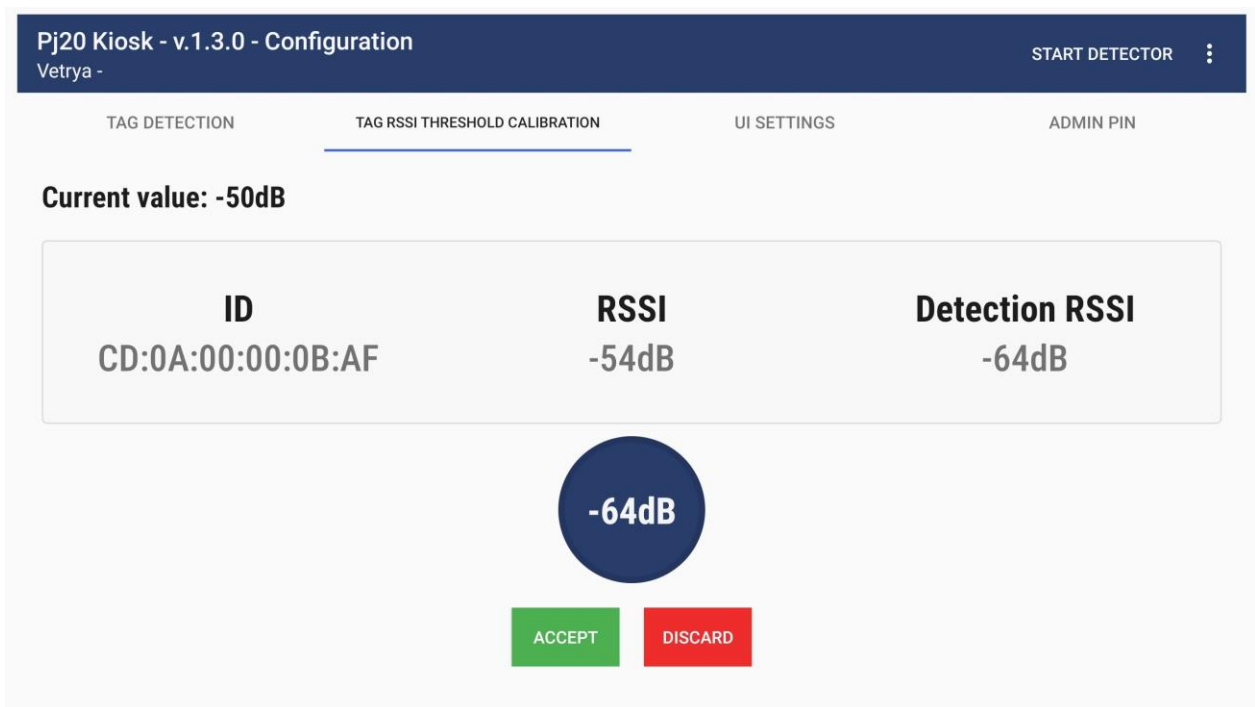 Pj20 Kiosk - v.1.3.0 - Configuration
Vetrya -
START DETECTOR
TAG DETECTION
TAG RSSI THRESHOLD CALIBRATION
UI SETTINGS
ADMIN PIN
Current value: -50dB
ID
RSSI
Detection RSSI
CD:0A:00:00:0B:AF
-54dB
-64dB
-64dB
ACCEPT
DISCARD